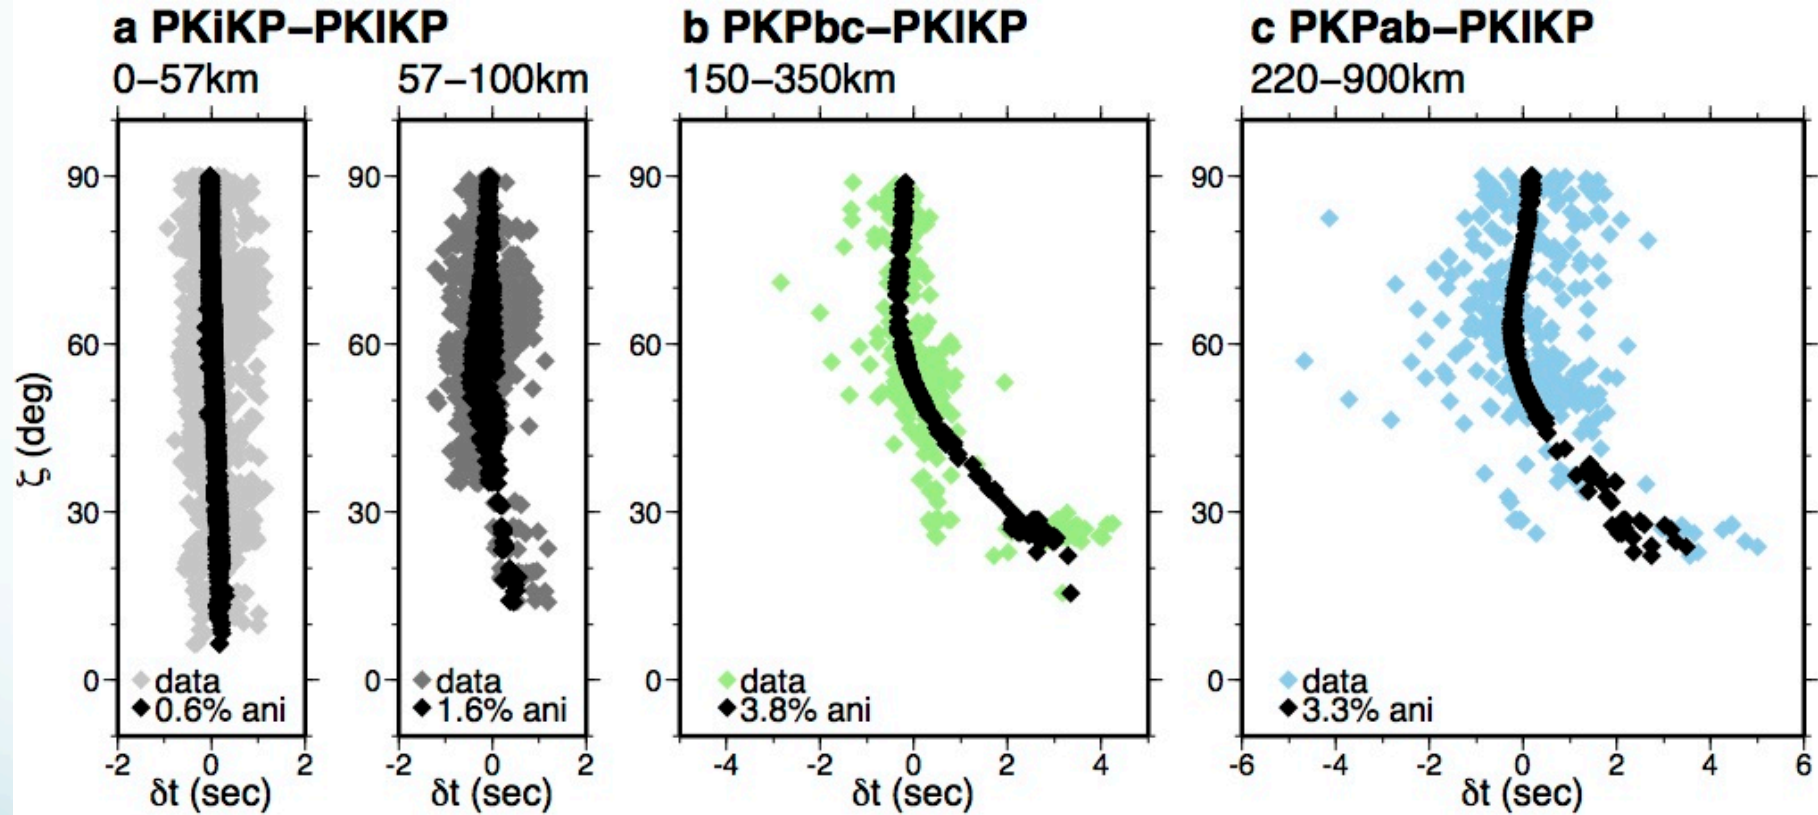 a PKiKP–PKIKP
0–57km
57–100km
ζ (deg)
90
60
30
0
data
0.6% ani
-2
0
2
δt (sec)
90
60
30
0
data
1.6% ani
-2
0
2
δt (sec)
b PKPbc–PKIKP
150–350km
90
60
30
0
data
3.8% ani
-4
-2
0
2
4
δt (sec)
c PKPab–PKIKP
220–900km
90
60
30
0
data
3.3% ani
-6
-4
-2
0
2
4
6
δt (sec)